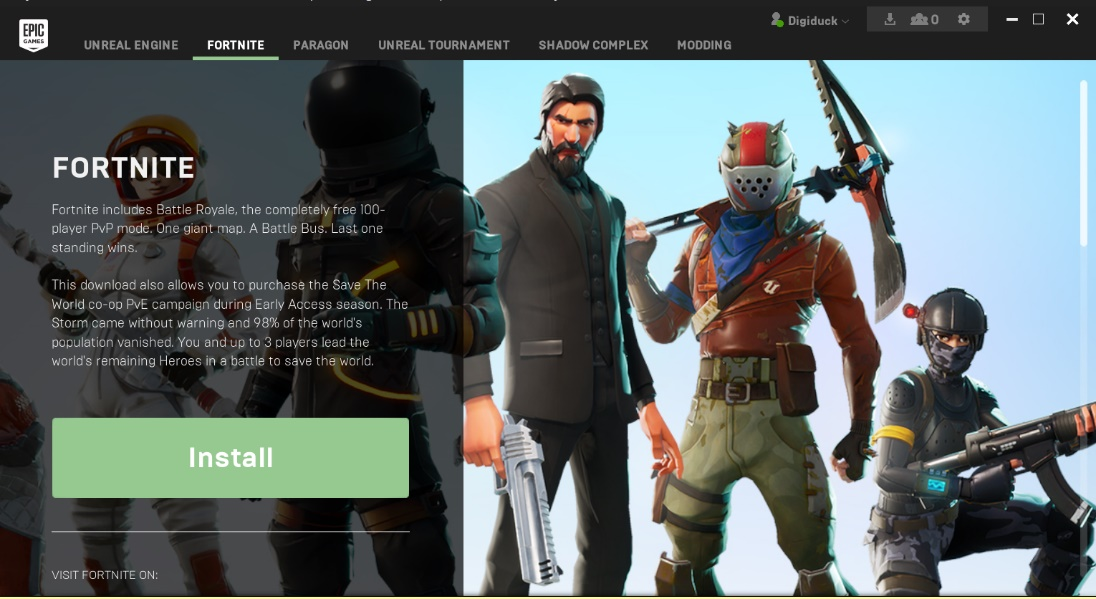 EPIC
GAMES
Digiduck
0
UNREAL ENGINE
FORTNITE
PARAGON
UNREAL TOURNAMENT
SHADOW COMPLEX
MODDING
FORTNITE
Fortnite includes Battle Royale, the completely free 100-
player PvP mode. One giant map. A Battle Bus. Last one
standing wins.
This download also allows you to purchase the Save The
World co-op PvE campaign during Early Access season. The
Storm came without warning and 98% of the world's
population vanished. You and up to 3 players lead the
world's remaining Heroes in a battle to save the world.
Install
VISIT FORTNITE ON: